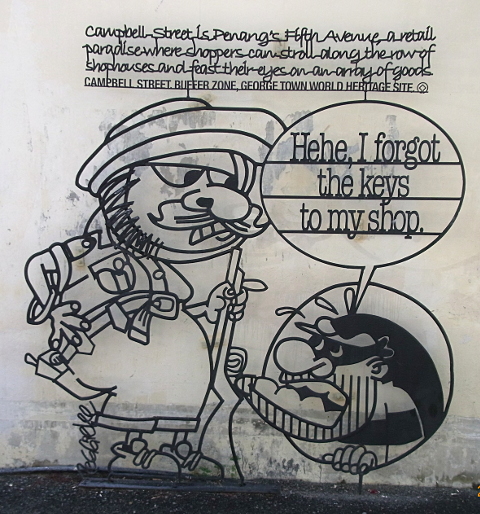 Campbell Street is Penang's Fifth Avenue, a retail
paradise where shoppers can stroll along the row of
shophouses and feast their eyes on an array of goods.
CAMPBELL STREET, BUFFER ZONE, GEORGE TOWN WORLD HERITAGE SITE.
Hehe, I forgot
the keys
to my shop.